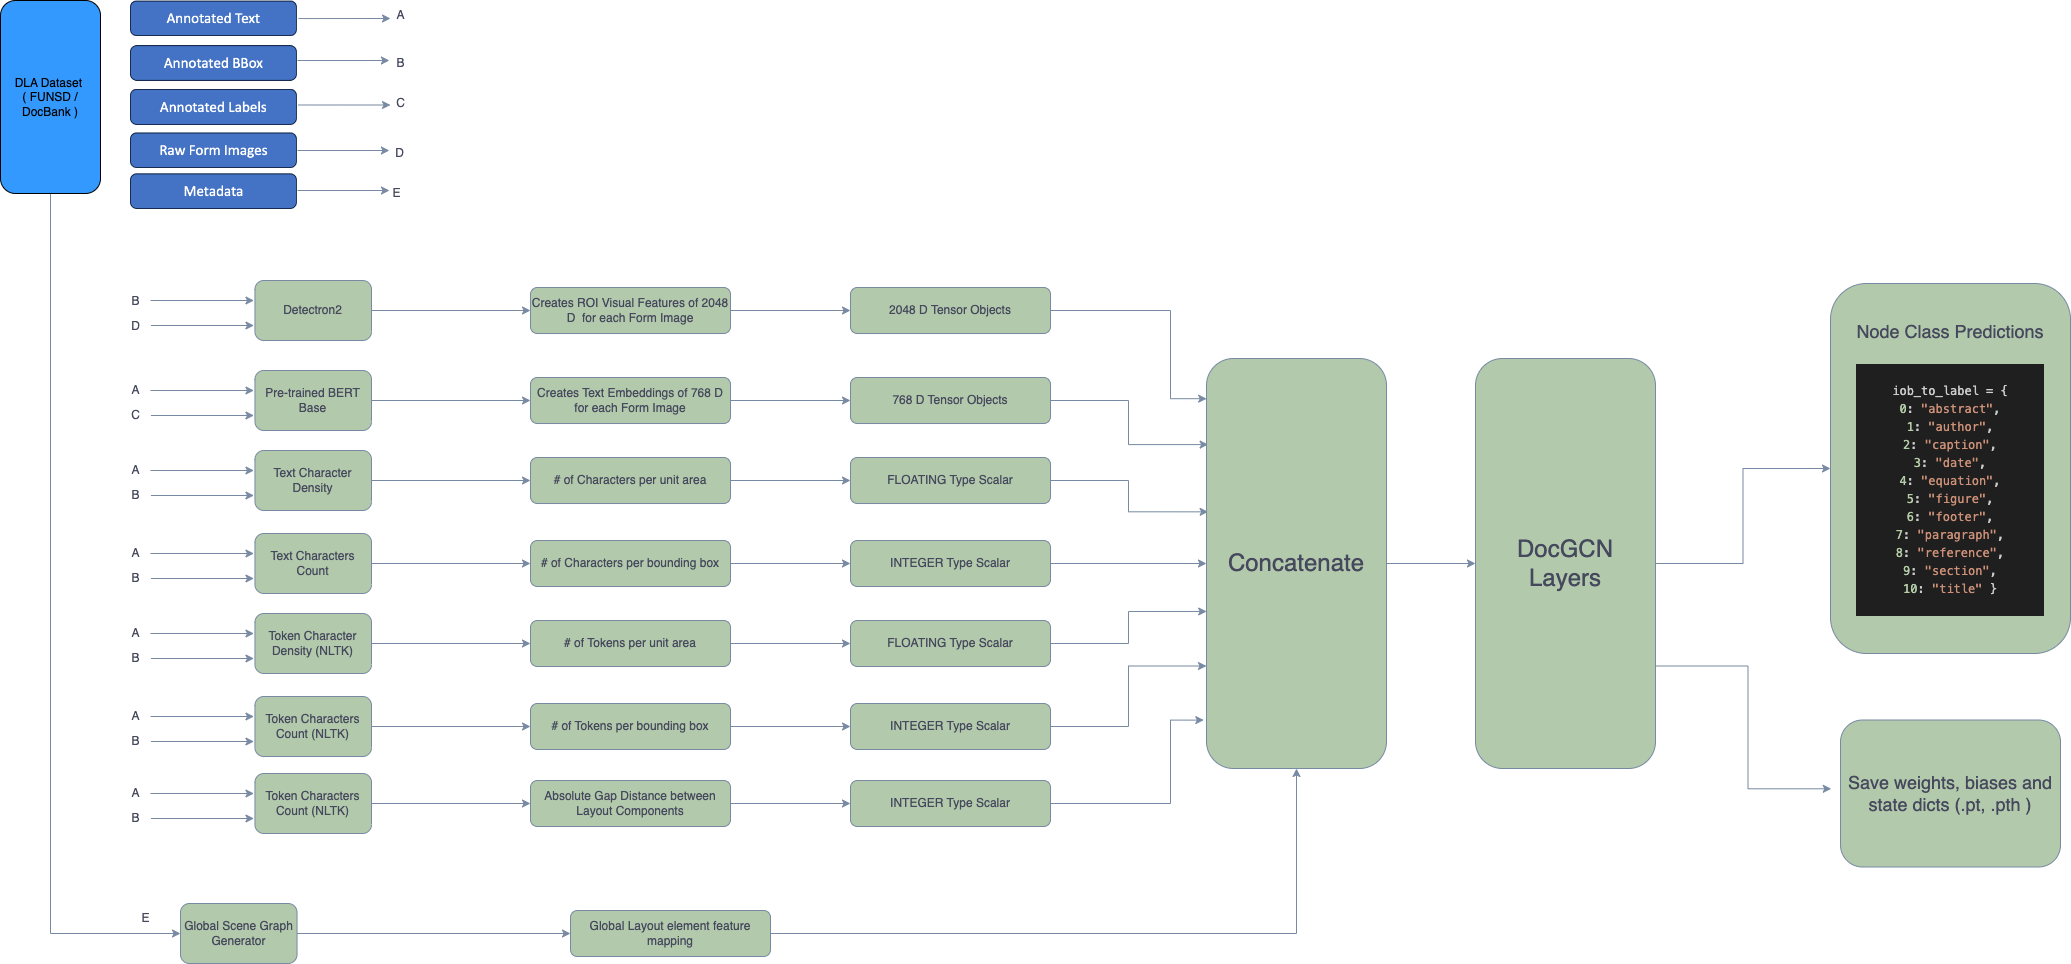 DLA Dataset
( FUNSD /
DocBank )
Annotated Text
A
Annotated BBox
B
Annotated Labels
C
Raw Form Images
D
Metadata
E
B
D
Detectron2
Creates ROI Visual Features of 2048
D for each Form Image
2048 D Tensor Objects
A
C
Pre-trained BERT
Base
Creates Text Embeddings of 768 D
for each Form Image
768 D Tensor Objects
A
B
Text Character
Density
# of Characters per unit area
FLOATING Type Scalar
A
B
Text Characters
Count
# of Characters per bounding box
INTEGER Type Scalar
A
B
Token Character
Density (NLTK)
# of Tokens per unit area
FLOATING Type Scalar
A
B
Token Characters
Count (NLTK)
# of Tokens per bounding box
INTEGER Type Scalar
A
B
Token Characters
Count (NLTK)
Absolute Gap Distance between
Layout Components
INTEGER Type Scalar
E
Global Scene Graph
Generator
Global Layout element feature
mapping
Concatenate
DocGCN
Layers
Node Class Predictions
iob_to_label = {
0: "abstract",
1: "author",
2: "caption",
3: "date",
4: "equation",
5: "figure",
6: "footer",
7: "paragraph",
8: "reference",
9: "section",
10: "title" }
Save weights, biases and
state dicts (.pt, .pth )